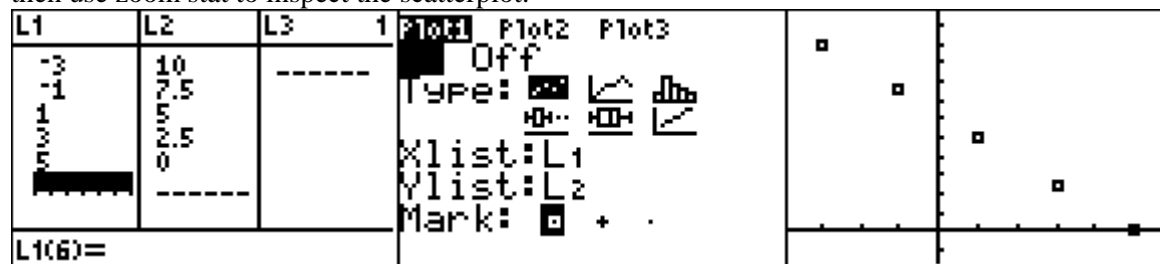 then use zoom stat to inspect the scatterplot.
L1 L2 L3 1
-3 10 ------
-1 7.5
1 5
3 2.5
5 0
------
L1(6)=
Plot1 Plot2 Plot3
Off
Type:
Xlist:L1
Ylist:L2
Mark: + ·